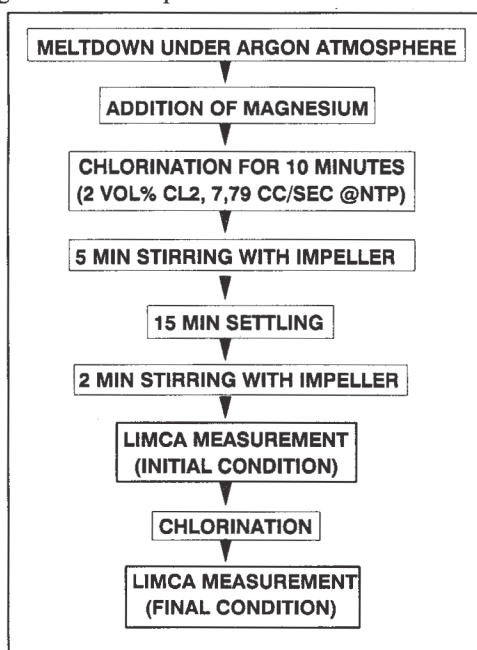 MELTDOWN UNDER ARGON ATMOSPHERE
ADDITION OF MAGNESIUM
CHLORINATION FOR 10 MINUTES
(2 VOL% CL2, 7,79 CC/SEC @NTP)
5 MIN STIRRING WITH IMPELLER
15 MIN SETTLING
2 MIN STIRRING WITH IMPELLER
LIMCA MEASUREMENT
(INITIAL CONDITION)
CHLORINATION
LIMCA MEASUREMENT
(FINAL CONDITION)